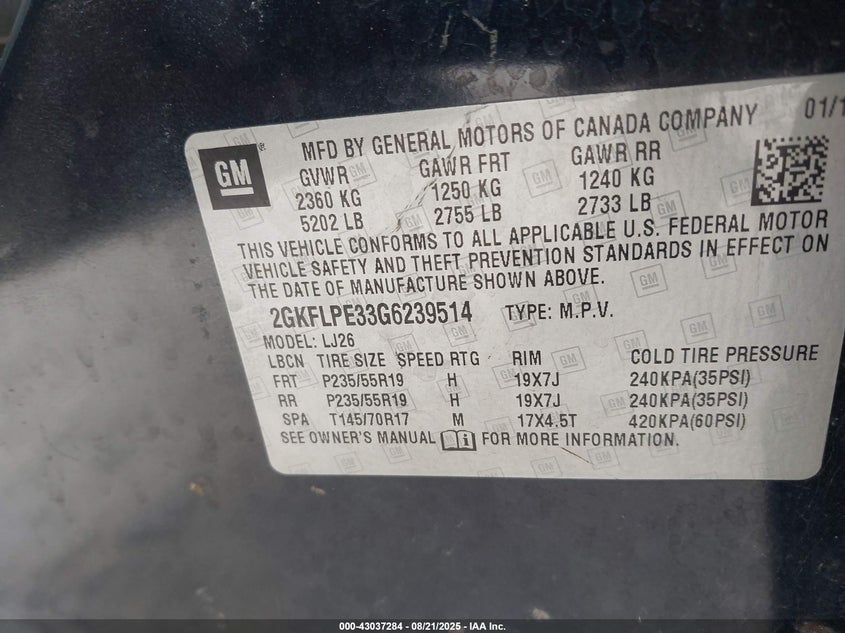 GM
MFD BY GENERAL MOTORS OF CANADA COMPANY 01/1
GVWR GAWR FRT GAWR RR
2360 KG 1250 KG 1240 KG
5202 LB 2755 LB 2733 LB
THIS VEHICLE CONFORMS TO ALL APPLICABLE U.S. FEDERAL MOTOR
VEHICLE SAFETY AND THEFT PREVENTION STANDARDS IN EFFECT ON
THE DATE OF MANUFACTURE SHOWN ABOVE.
2GKFLPE33G6239514 TYPE: M.P.V.
MODEL: LJ26
LBCN TIRE SIZE SPEED RTG RIM COLD TIRE PRESSURE
FRT P235/55R19 H 19X7J 240KPA(35PSI)
RR P235/55R19 H 19X7J 240KPA(35PSI)
SPA T145/70R17 M 17X4.5T 420KPA(60PSI)
SEE OWNER'S MANUAL i FOR MORE INFORMATION.
000-43037284 - 08/21/2025 - IAA Inc.